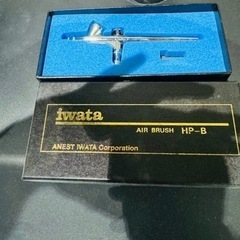 iwata
AIR BRUSH HP-B
ANEST IWATA Corporation